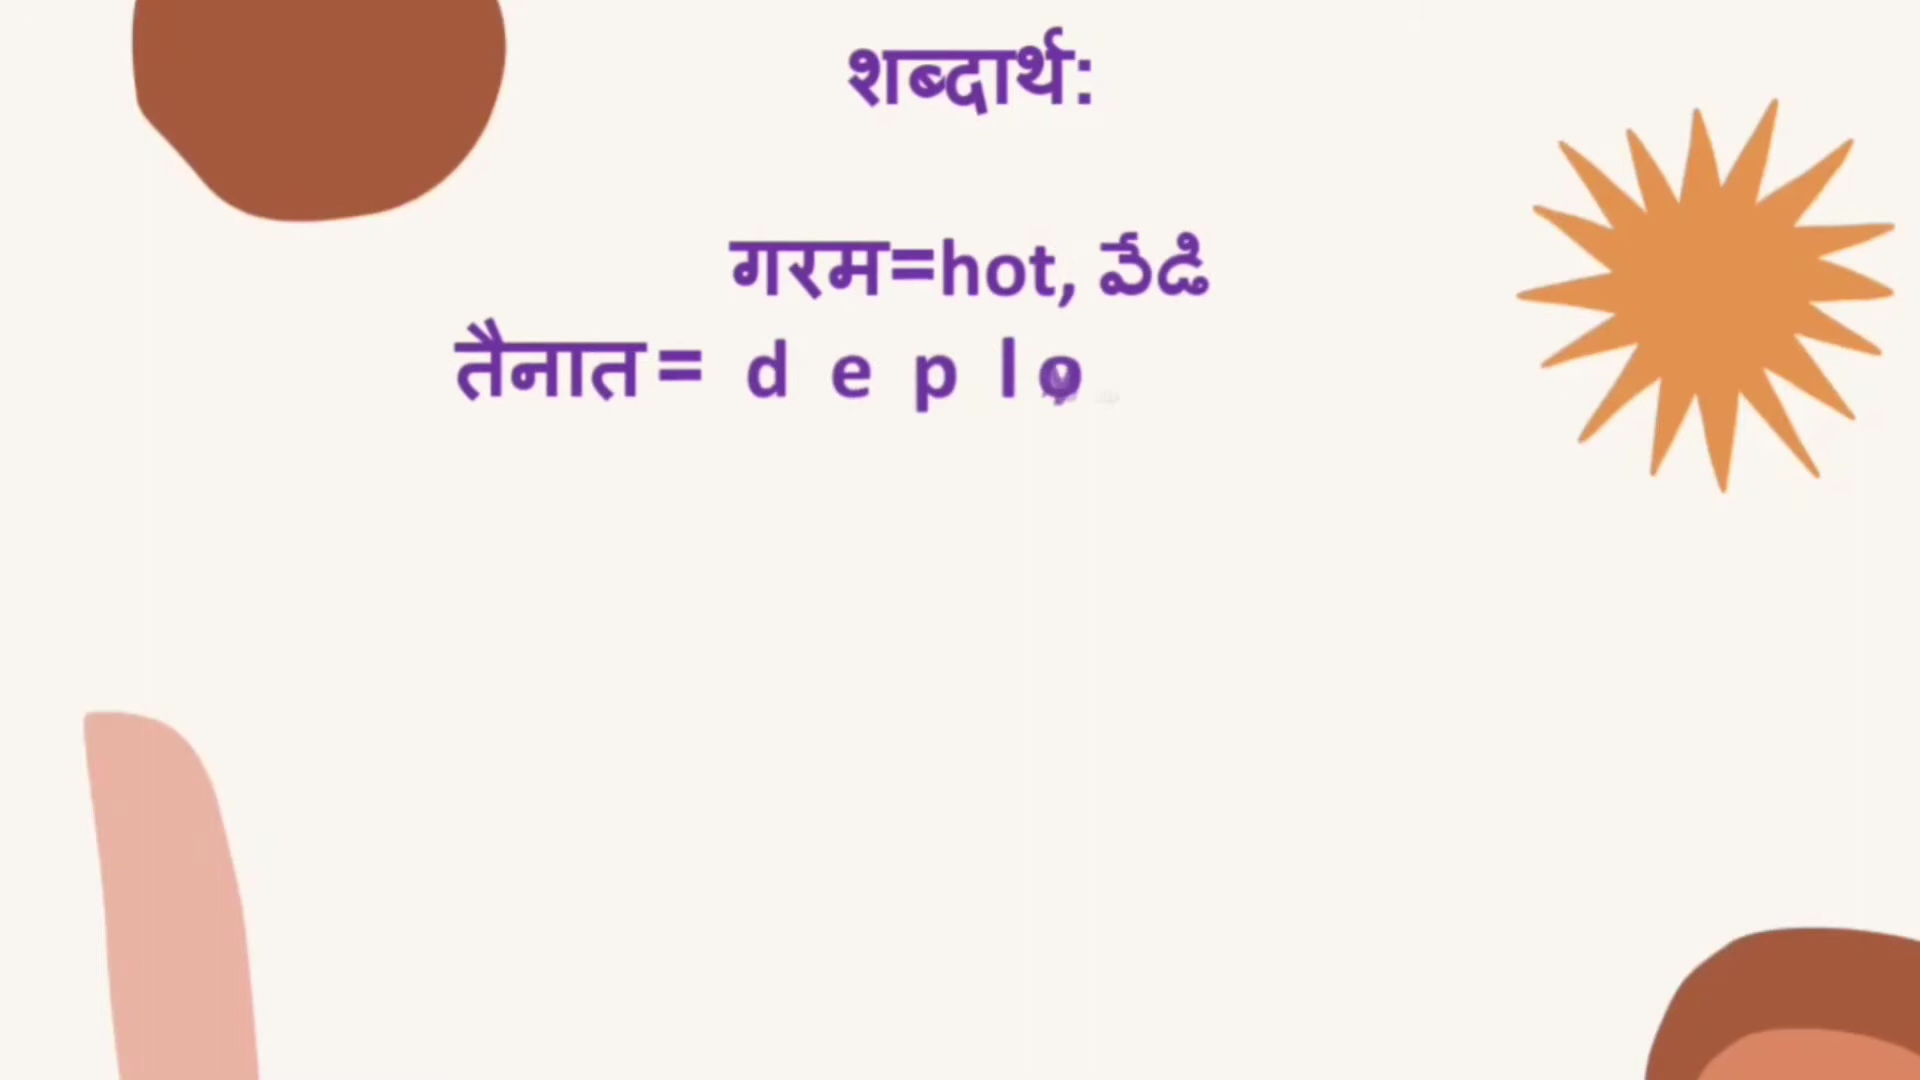 शब्दार्थ:
गरम=hot, వేడి
तैनात= d e p l o